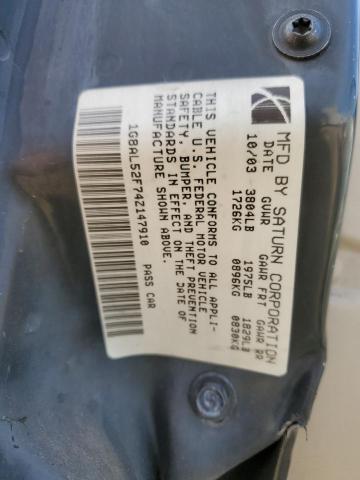 MFD BY SATURN CORPORATION
DATE GVWR GAWR FRT GAWR RR
10/03 3804LB 1975LB 1829LB
1726KG 0896KG 0830KG
THIS VEHICLE CONFORMS TO ALL APPLI-
CABLE U.S. FEDERAL MOTOR VEHICLE
SAFETY, BUMPER, AND THEFT PREVENTION
STANDARDS IN EFFECT ON THE DATE OF
MANUFACTURE SHOWN ABOVE.
1G8AL52F74Z147910 PASS CAR